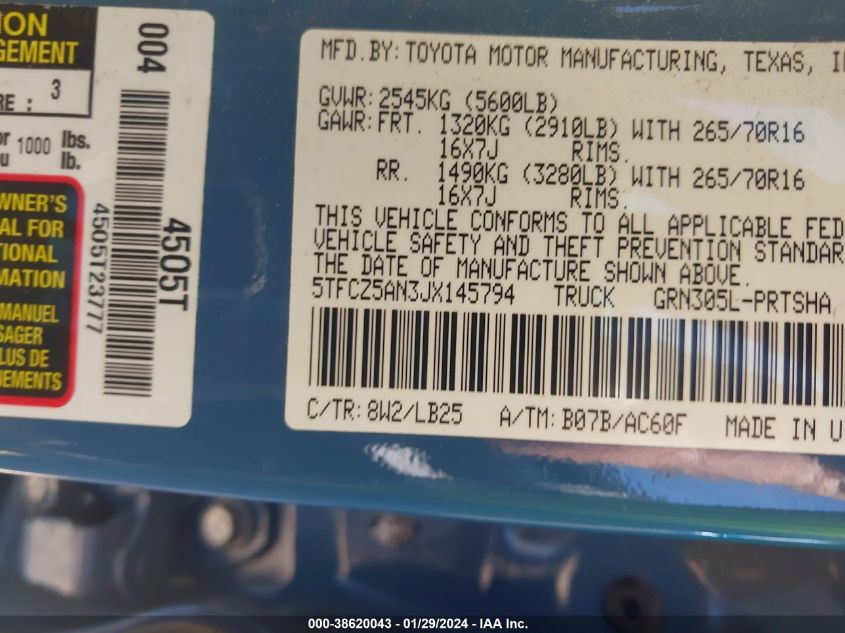 ION
GEMENT
RE : 3
or 1000 lbs.
u lb.
WNER'S
AL FOR
TIONAL
RMATION
MANUEL
SAGER
LUS DE
NEMENTS
004
4505T
4505T23777
MFD.BY:TOYOTA MOTOR MANUFACTURING, TEXAS, I
GVWR:2545KG (5600LB)
GAWR:FRT. 1320KG (2910LB) WITH 265/70R16
16X7J RIMS.
RR. 1490KG (3280LB) WITH 265/70R16
16X7J RIMS.
THIS VEHICLE CONFORMS TO ALL APPLICABLE FED
VEHICLE SAFETY AND THEFT PREVENTION STANDAR
THE DATE OF MANUFACTURE SHOWN ABOVE.
5TFCZ5AN3JX145794 TRUCK GRN305L-PRTSHA
C/TR:8W2/LB25 A/TM:B07B/AC60F MADE IN U
000-38620043 - 01/29/2024 - IAA Inc.